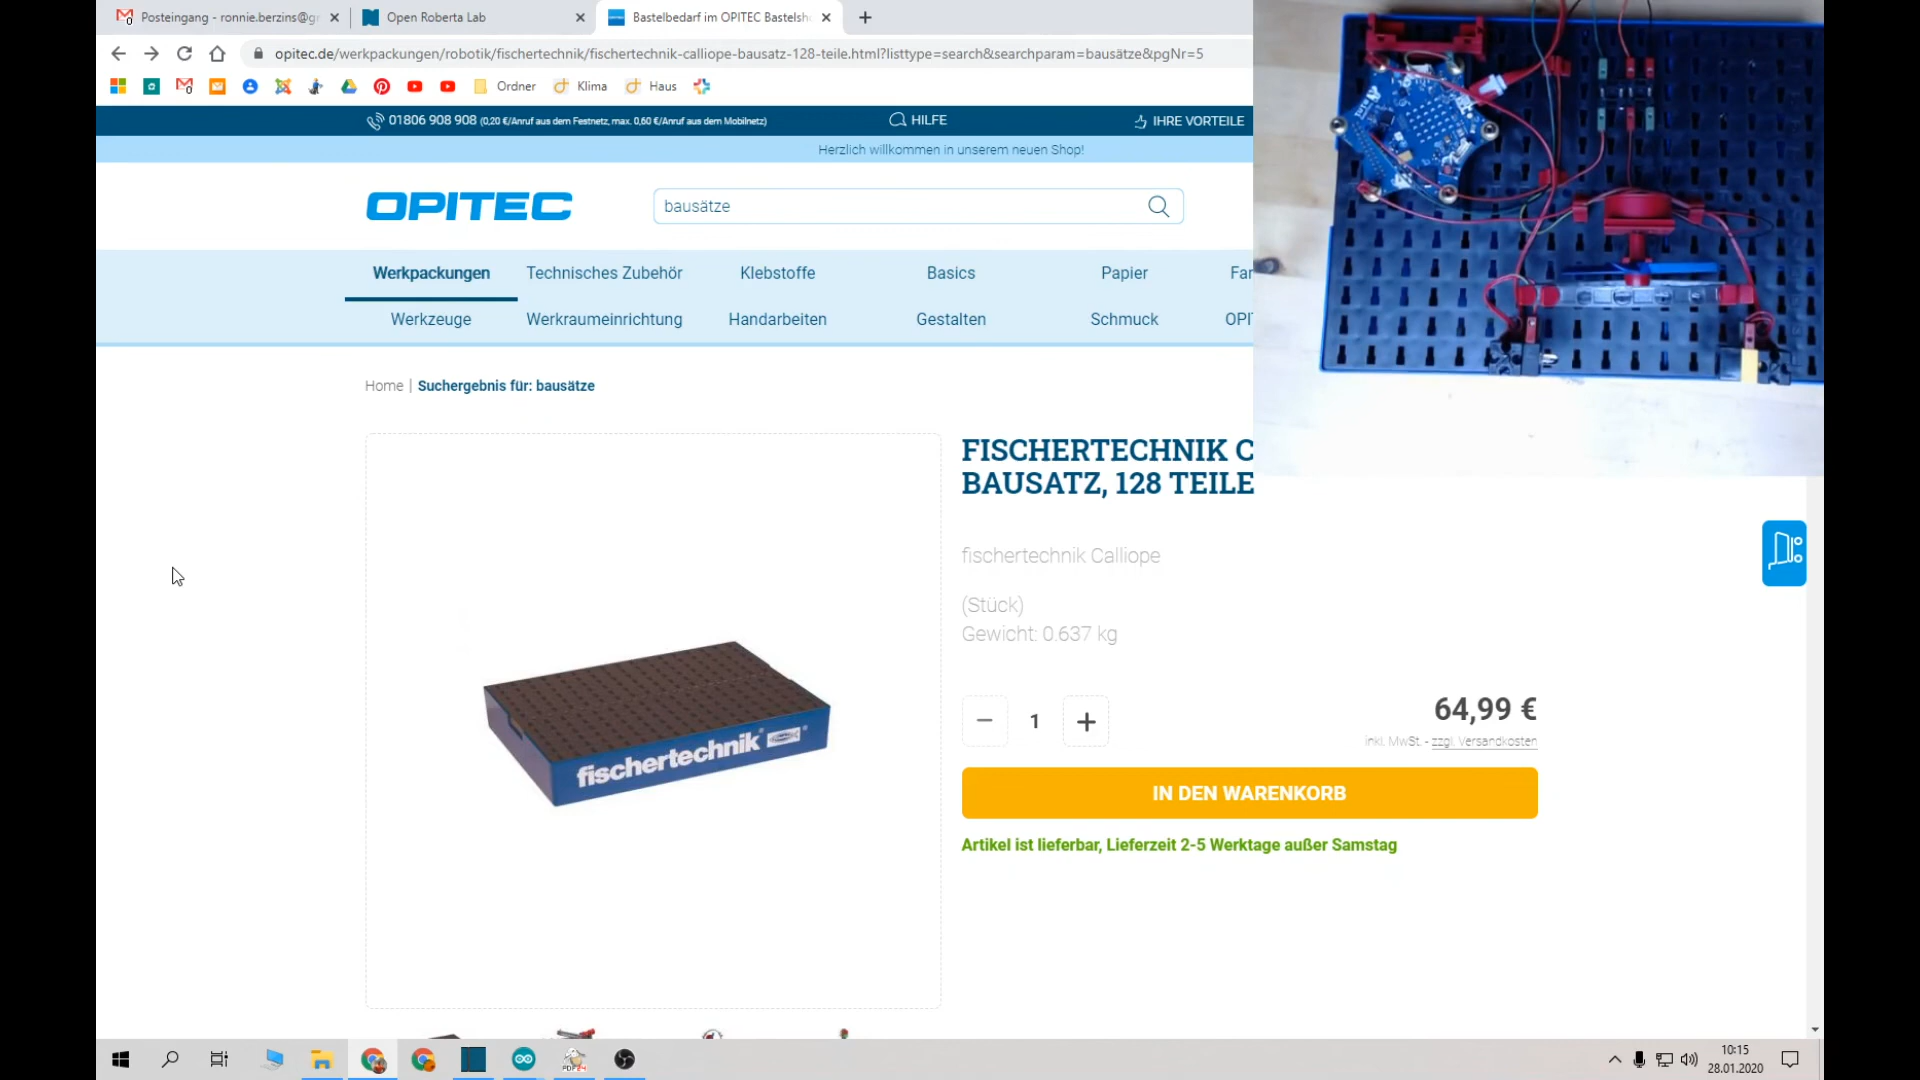 Posteingang - ronnie.berzins@gr
Open Roberta Lab
Bastelbedarf im OPITEC Bastelsh
opitec.de/werkpackungen/robotik/fischertechnik/fischertechnik-calliope-bausatz-128-teile.html?listtype=search&searchparam=bausätze&pgNr=5
Ordner
Klima
Haus
01806 908 908 (0,20 €/Anruf aus dem Festnetz, max. 0,60 €/Anruf aus dem Mobilnetz)
HILFE
IHRE VORTEILE
Herzlich willkommen in unserem neuen Shop!
OPITEC
bausätze
Werkpackungen
Technisches Zubehör
Klebstoffe
Basics
Papier
Far
Werkzeuge
Werkraumeinrichtung
Handarbeiten
Gestalten
Schmuck
OPIT
Home | Suchergebnis für: bausätze
FISCHERTECHNIK C
BAUSATZ, 128 TEILE
fischertechnik Calliope
(Stück)
Gewicht: 0.637 kg
fischertechnik
1
64,99 €
inkl. MwSt. - zzgl. Versandkosten
IN DEN WARENKORB
Artikel ist lieferbar, Lieferzeit 2-5 Werktage außer Samstag
PDF24
10:15
28.01.2020